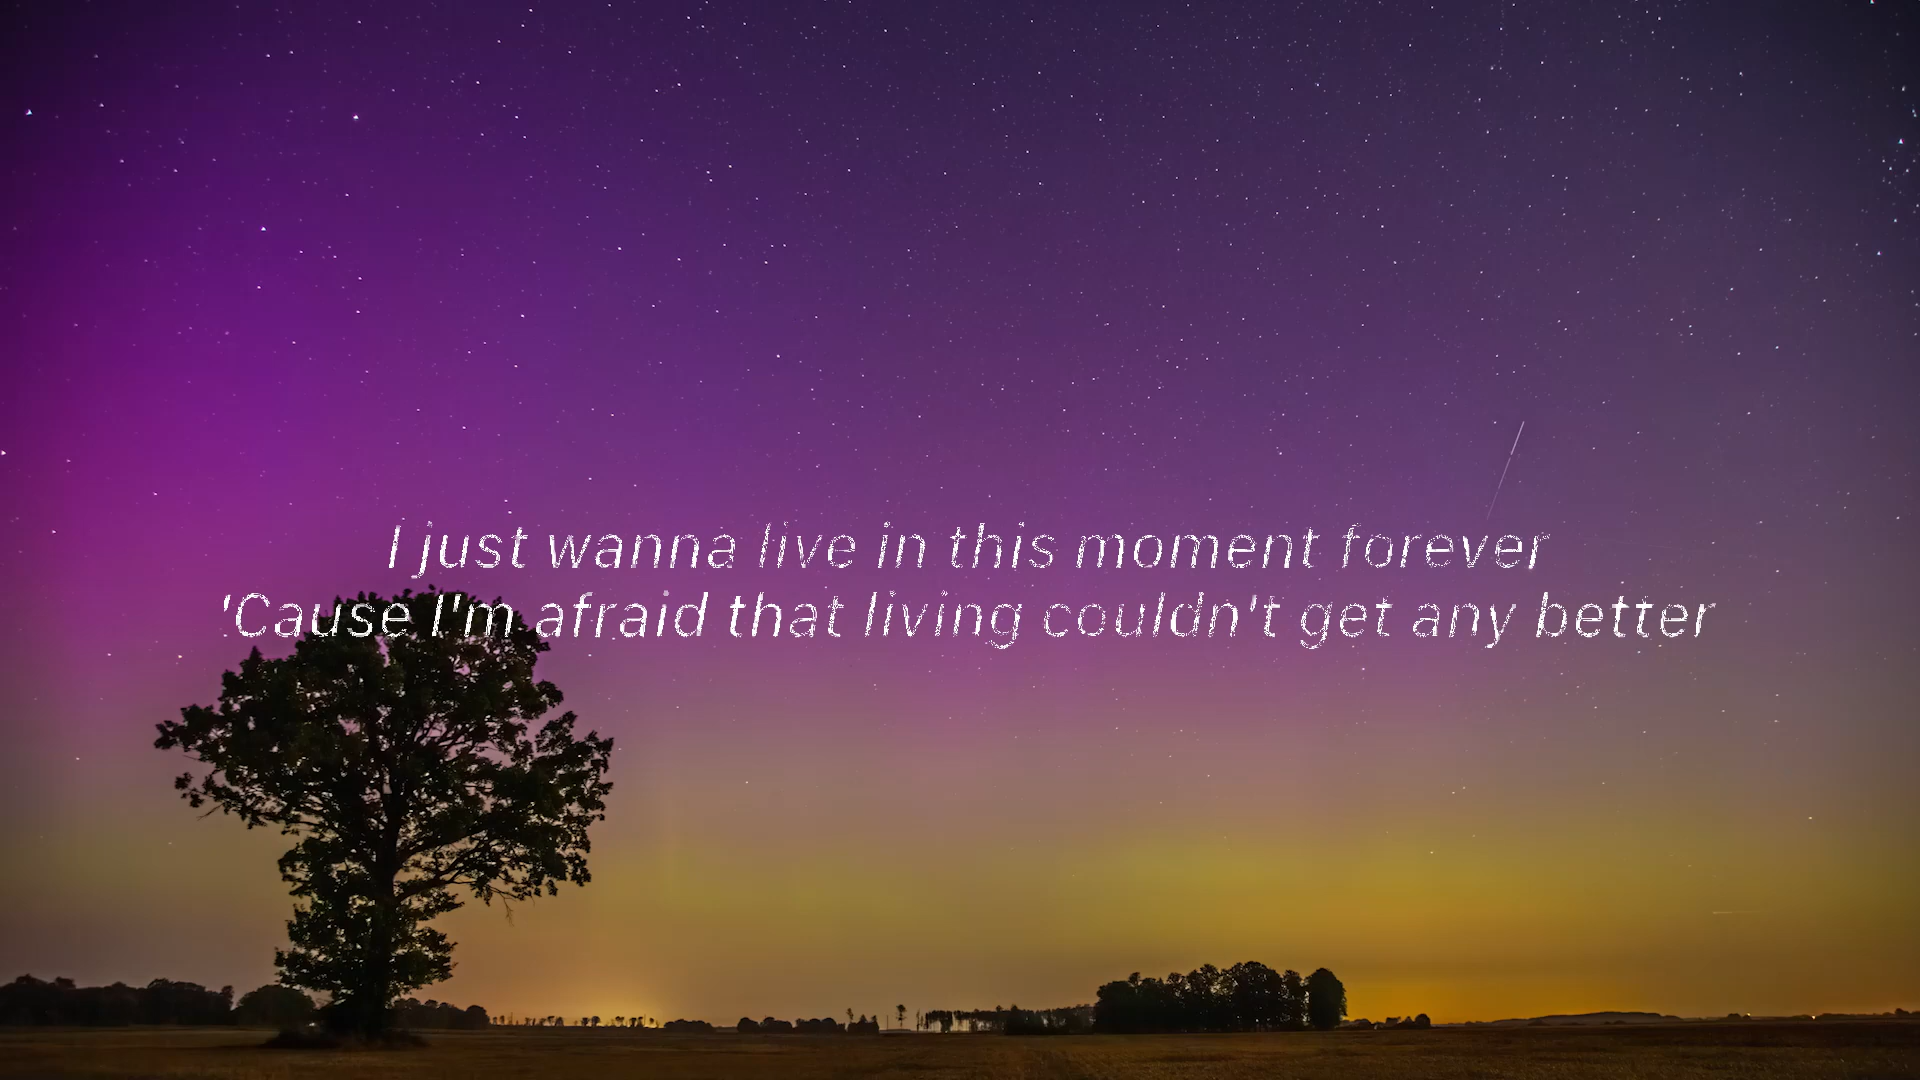 I just wanna live in this moment forever
'Cause I'm afraid that living couldn't get any better